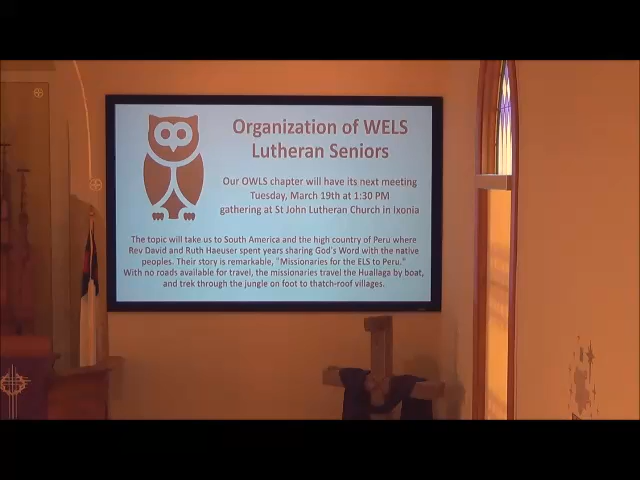 Organization of WELS
Lutheran Seniors
Our OWLS chapter will have its next meeting
Tuesday, March 19th at 1:30 PM
gathering at St John Lutheran Church in Ixonia
The topic will take us to South America and the high country of Peru where
Rev David and Ruth Haeuser spent years sharing God's Word with the native
peoples. Their story is remarkable, "Missionaries for the ELS to Peru."
With no roads available for travel, the missionaries travel the Huallaga by boat,
and trek through the jungle on foot to thatch-roof villages.